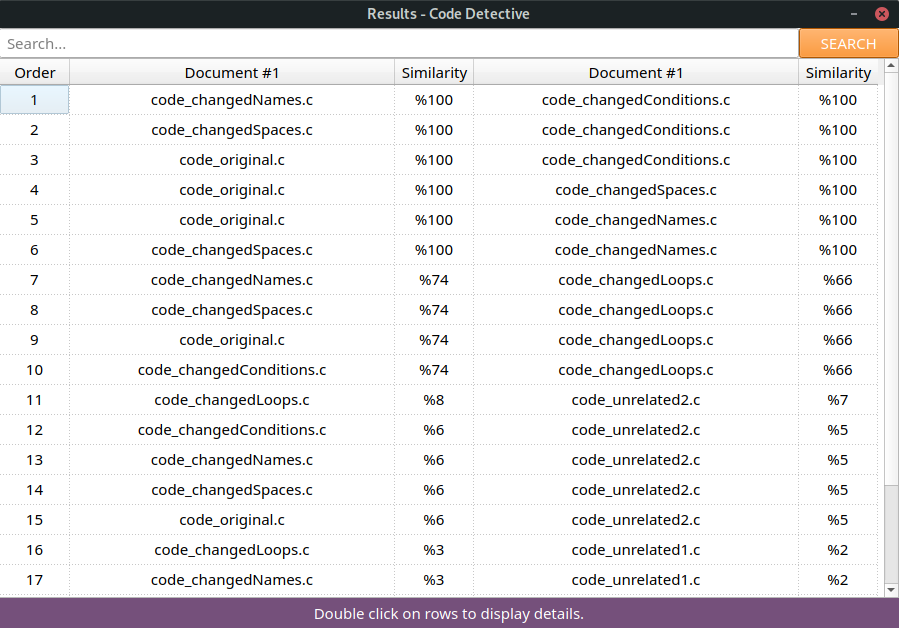 Results - Code Detective
Search... SEARCH
Order Document #1 Similarity Document #1 Similarity
1 code_changedNames.c %100 code_changedConditions.c %100
2 code_changedSpaces.c %100 code_changedConditions.c %100
3 code_original.c %100 code_changedConditions.c %100
4 code_original.c %100 code_changedSpaces.c %100
5 code_original.c %100 code_changedNames.c %100
6 code_changedSpaces.c %100 code_changedNames.c %100
7 code_changedNames.c %74 code_changedLoops.c %66
8 code_changedSpaces.c %74 code_changedLoops.c %66
9 code_original.c %74 code_changedLoops.c %66
10 code_changedConditions.c %74 code_changedLoops.c %66
11 code_changedLoops.c %8 code_unrelated2.c %7
12 code_changedConditions.c %6 code_unrelated2.c %5
13 code_changedNames.c %6 code_unrelated2.c %5
14 code_changedSpaces.c %6 code_unrelated2.c %5
15 code_original.c %6 code_unrelated2.c %5
16 code_changedLoops.c %3 code_unrelated1.c %2
17 code_changedNames.c %3 code_unrelated1.c %2
Double click on rows to display details.